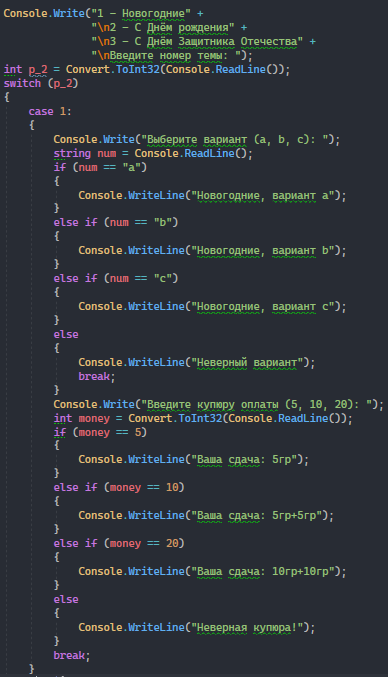 Console.Write("1 - Новогодние" +
"\n2 - С Днём рождения" +
"\n3 - С Днём Защитника Отечества" +
"\nВведите номер темы: ");
int p_2 = Convert.ToInt32(Console.ReadLine());
switch (p_2)
{
case 1:
{
Console.Write("Выберите вариант (a, b, c): ");
string num = Console.ReadLine();
if (num == "a")
{
Console.WriteLine("Новогодние, вариант a");
}
else if (num == "b")
{
Console.WriteLine("Новогодние, вариант b");
}
else if (num == "c")
{
Console.WriteLine("Новогодние, вариант c");
}
else
{
Console.WriteLine("Неверный вариант");
break;
}
Console.Write("Введите купюру оплаты (5, 10, 20): ");
int money = Convert.ToInt32(Console.ReadLine());
if (money == 5)
{
Console.WriteLine("Ваша сдача: 5гр");
}
else if (money == 10)
{
Console.WriteLine("Ваша сдача: 5гр+5гр");
}
else if (money == 20)
{
Console.WriteLine("Ваша сдача: 10гр+10гр");
}
else
{
Console.WriteLine("Неверная купюра!");
}
break;
}